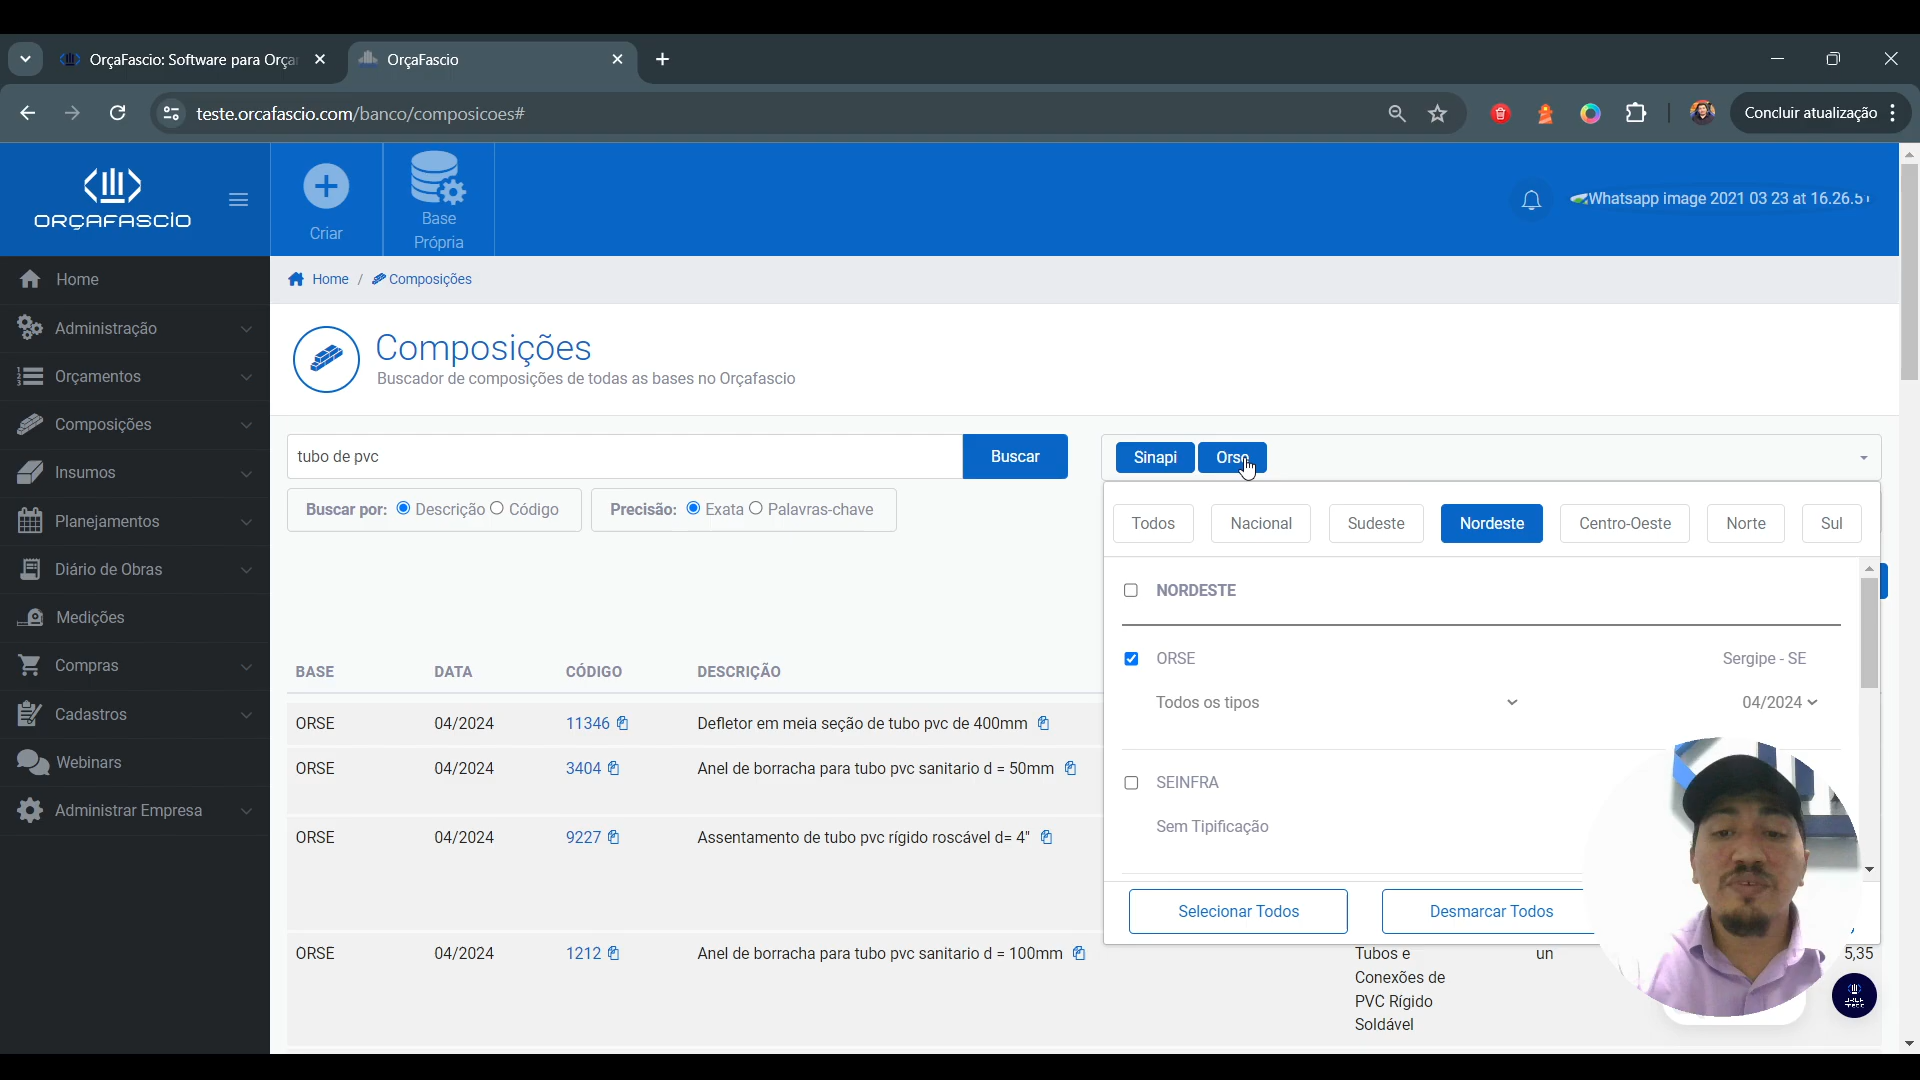 OrçaFascio: Software para Orça
OrçaFascio
teste.orcafascio.com/banco/composicoes#
Concluir atualização
ORÇAFASCIO
Criar
Base
Própria
Whatsapp image 2021 03 23 at 16.26.5
Home
Administração
Orçamentos
Composições
Insumos
Planejamentos
Diário de Obras
Medições
Compras
Cadastros
Webinars
Administrar Empresa
Home / Composições
Composições
Buscador de composições de todas as bases no Orçafascio
tubo de pvc
Buscar
Sinapi
Orse
Buscar por: Descrição Código
Precisão: Exata Palavras-chave
Todos
Nacional
Sudeste
Nordeste
Centro-Oeste
Norte
Sul
NORDESTE
ORSE
Sergipe - SE
Todos os tipos
04/2024
SEINFRA
Sem Tipificação
Selecionar Todos
Desmarcar Todos
BASE DATA CÓDIGO DESCRIÇÃO
ORSE 04/2024 11346 Defletor em meia seção de tubo pvc de 400mm
ORSE 04/2024 3404 Anel de borracha para tubo pvc sanitario d = 50mm
ORSE 04/2024 9227 Assentamento de tubo pvc rígido roscável d= 4"
ORSE 04/2024 1212 Anel de borracha para tubo pvc sanitario d = 100mm
Tubos e
Conexões de
PVC Rígido
Soldável
un
5,35